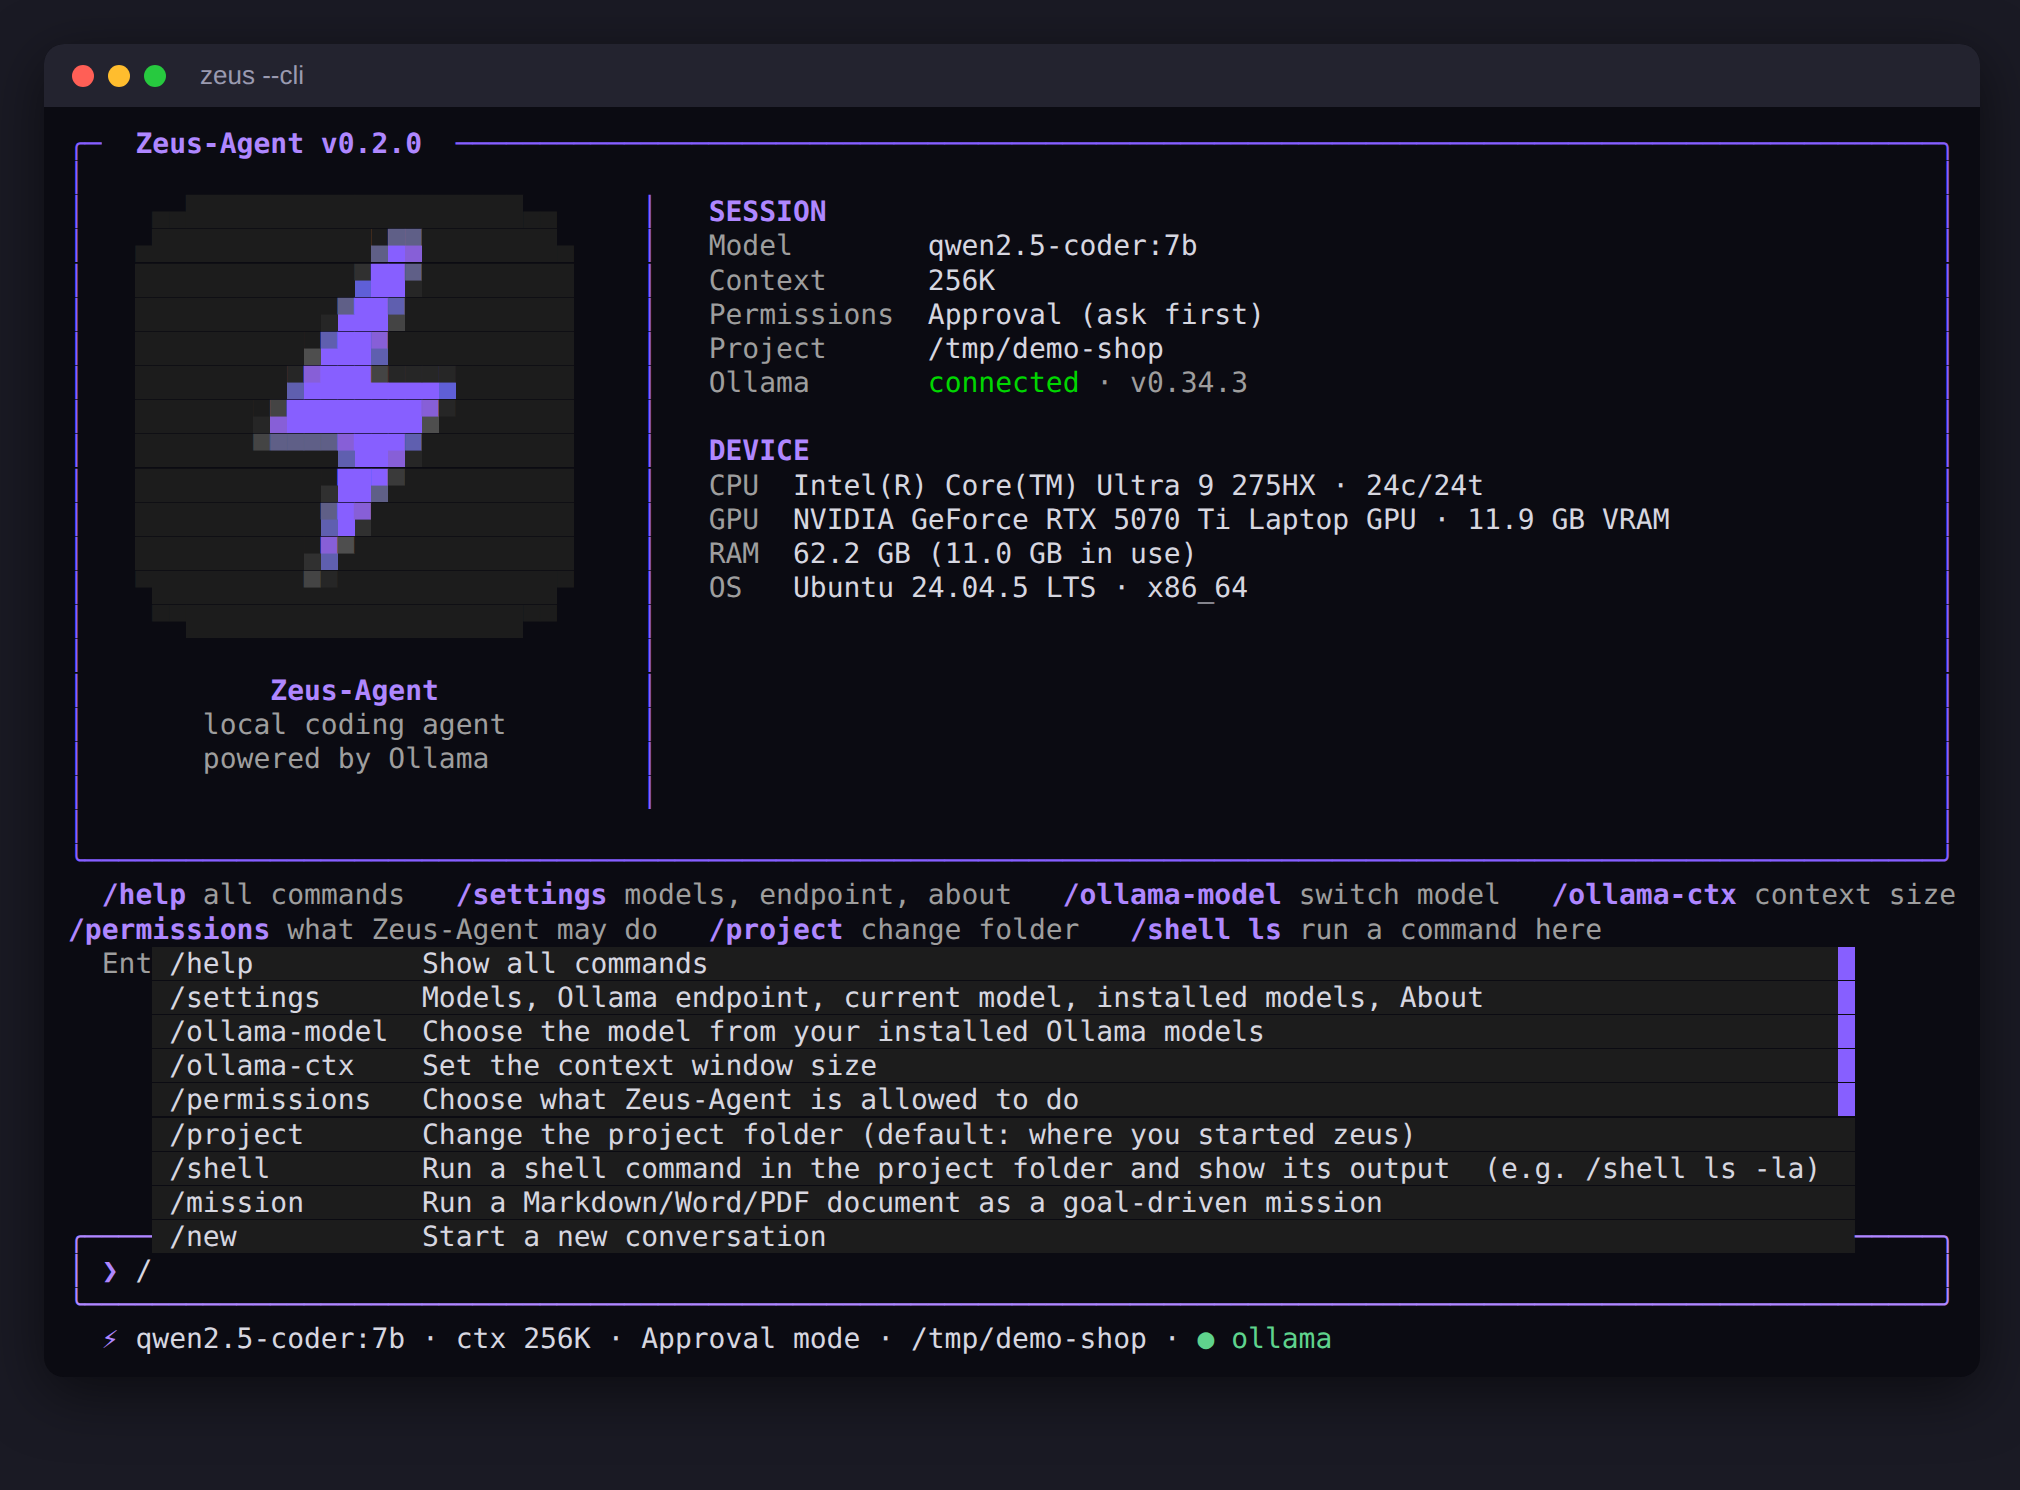 zeus --cli
Zeus-Agent v0.2.0
SESSION
Model qwen2.5-coder:7b
Context 256K
Permissions Approval (ask first)
Project /tmp/demo-shop
Ollama connected · v0.34.3
DEVICE
CPU Intel(R) Core(TM) Ultra 9 275HX · 24c/24t
GPU NVIDIA GeForce RTX 5070 Ti Laptop GPU · 11.9 GB VRAM
RAM 62.2 GB (11.0 GB in use)
OS Ubuntu 24.04.5 LTS · x86_64
Zeus-Agent
local coding agent
powered by Ollama
/help all commands /settings models, endpoint, about /ollama-model switch model /ollama-ctx context size
/permissions what Zeus-Agent may do /project change folder /shell ls run a command here
Ent /help Show all commands
/settings Models, Ollama endpoint, current model, installed models, About
/ollama-model Choose the model from your installed Ollama models
/ollama-ctx Set the context window size
/permissions Choose what Zeus-Agent is allowed to do
/project Change the project folder (default: where you started zeus)
/shell Run a shell command in the project folder and show its output (e.g. /shell ls -la)
/mission Run a Markdown/Word/PDF document as a goal-driven mission
/new Start a new conversation
❯ /
⚡ qwen2.5-coder:7b · ctx 256K · Approval mode · /tmp/demo-shop · ● ollama